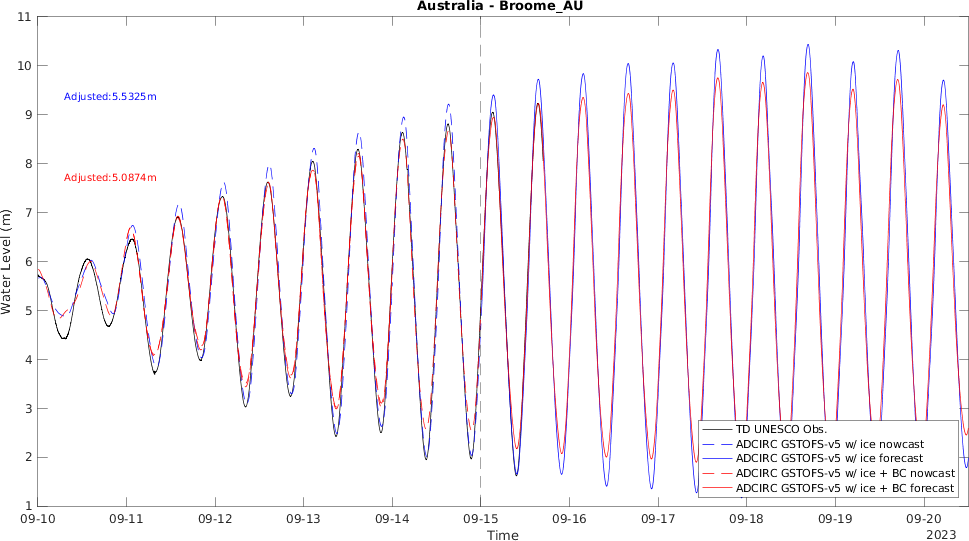 Australia - Broome_AU
11
10
9
8
7
6
5
4
3
2
1
Water Level (m)
Adjusted:5.5325m
Adjusted:5.0874m
TD UNESCO Obs.
ADCIRC GSTOFS-v5 w/ ice nowcast
ADCIRC GSTOFS-v5 w/ ice forecast
ADCIRC GSTOFS-v5 w/ ice + BC nowcast
ADCIRC GSTOFS-v5 w/ ice + BC forecast
09-10 09-11 09-12 09-13 09-14 09-15 09-16 09-17 09-18 09-19 09-20
Time
2023